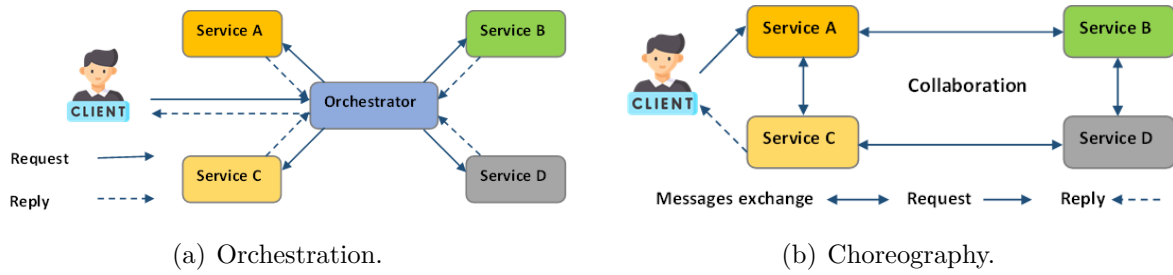 Service A
Service B
Orchestrator
CLIENT
Request
Service C
Service D
Reply
(a) Orchestration.
Service A
Service B
Collaboration
CLIENT
Service C
Service D
Messages exchange
Request
Reply
(b) Choreography.